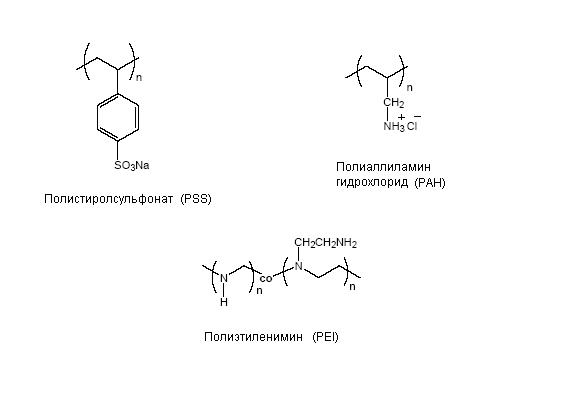 n
SO3Na
Полистиролсульфонат (PSS)
n
CH2
+ −
NH3 Cl
Полиаллиламин
гидрохлорид (PAH)
CH2CH2NH2
N
H
n
co
N
n
Полиэтиленимин (PEI)